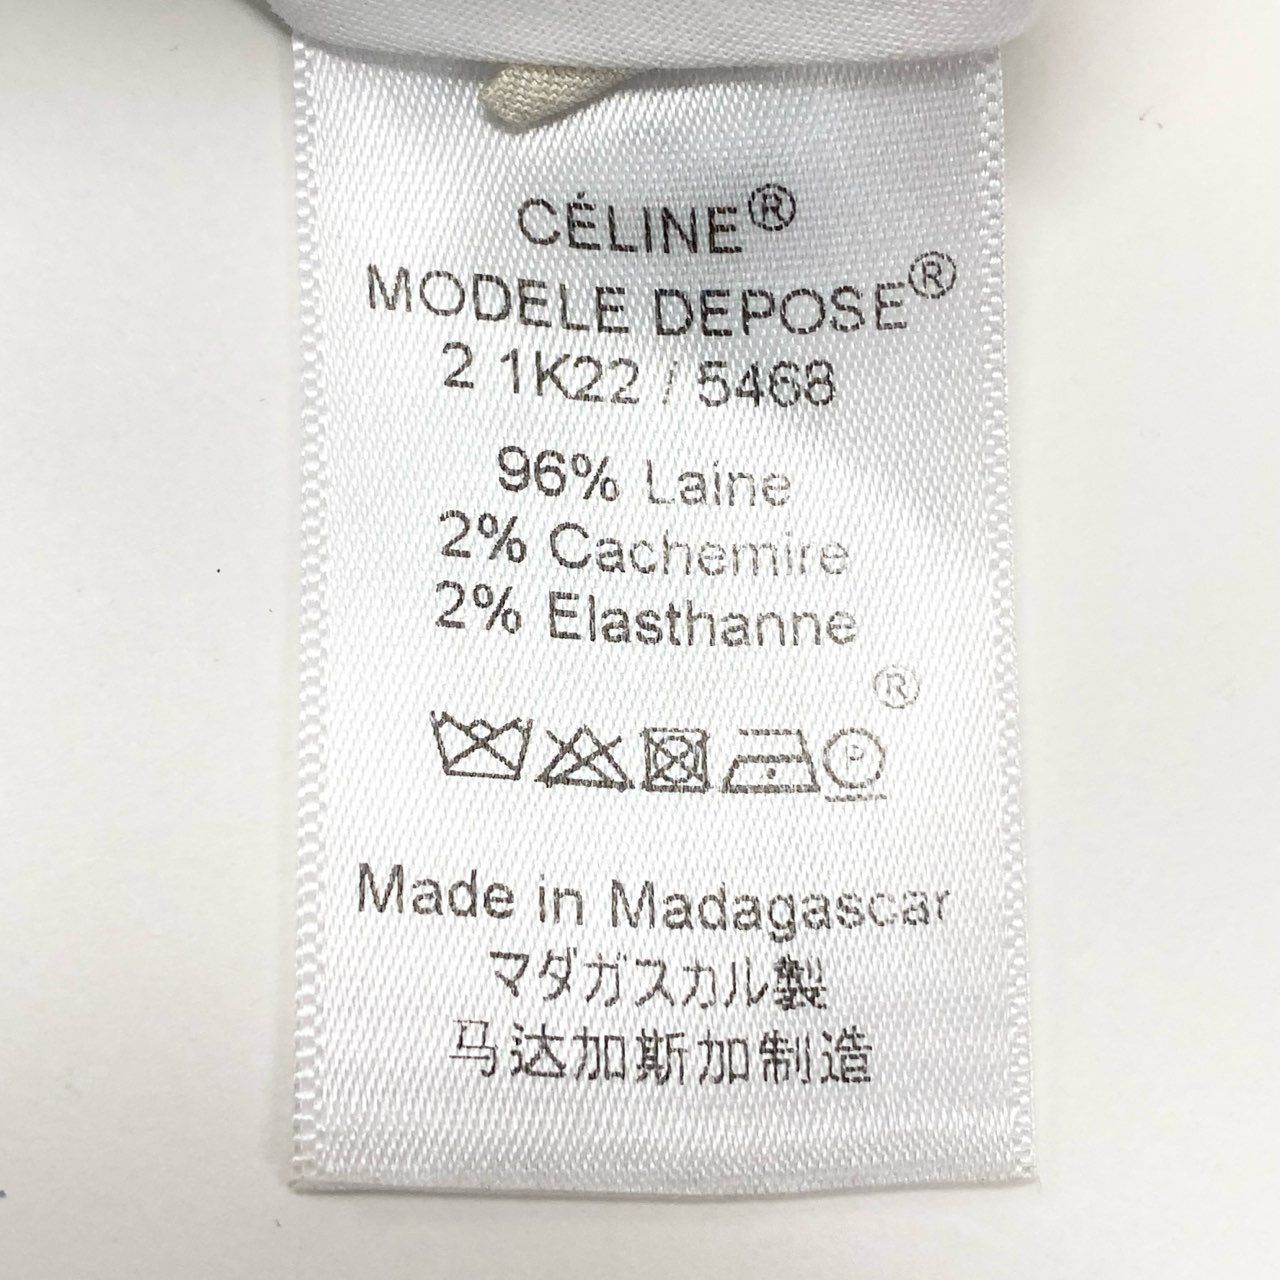 CÉLINE®
MODELE DEPOSE®
2 1K22 / 5468
96% Laine
2% Cachemire
2% Elasthanne
®
P
Made in Madagascar
マダガスカル製
马达加斯加制造